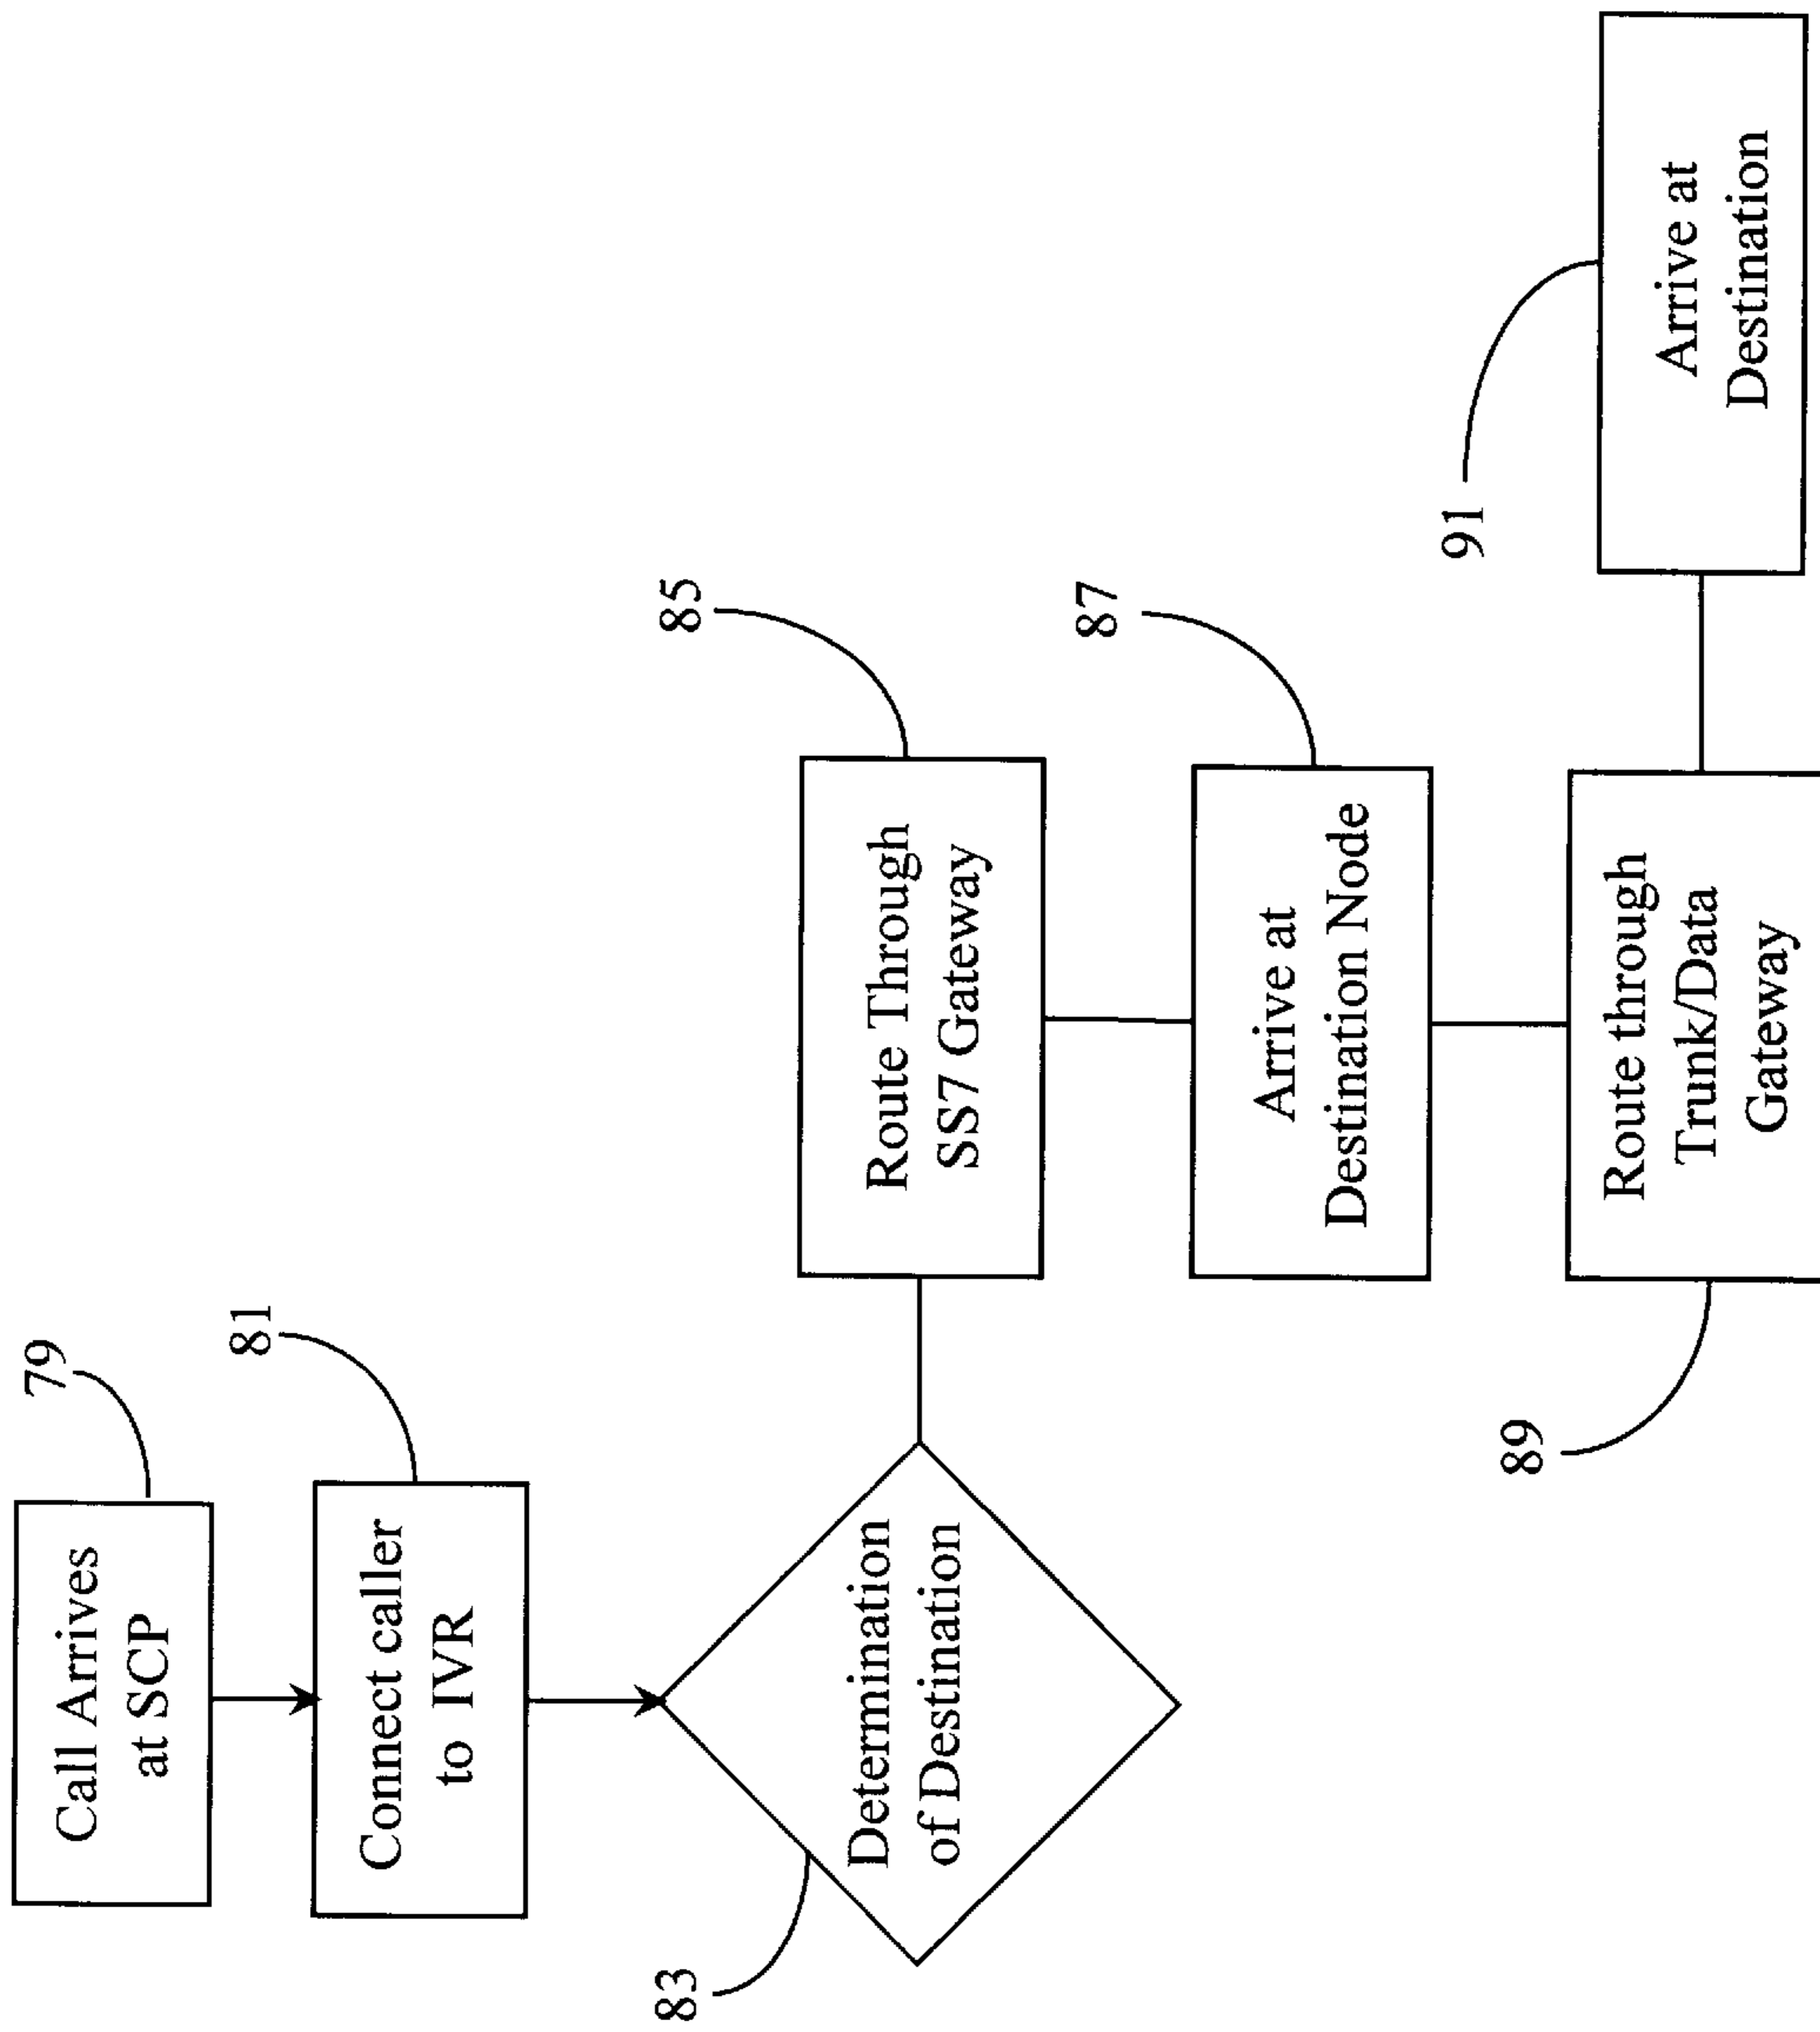 79
Call Arrives
at SCP
81
Connect caller
to IVR
83
Determination
of Destination
85
Route Through
SS7 Gateway
87
Arrive at
Destination Node
89
Route through
Trunk/Data
Gateway
91
Arrive at
Destination